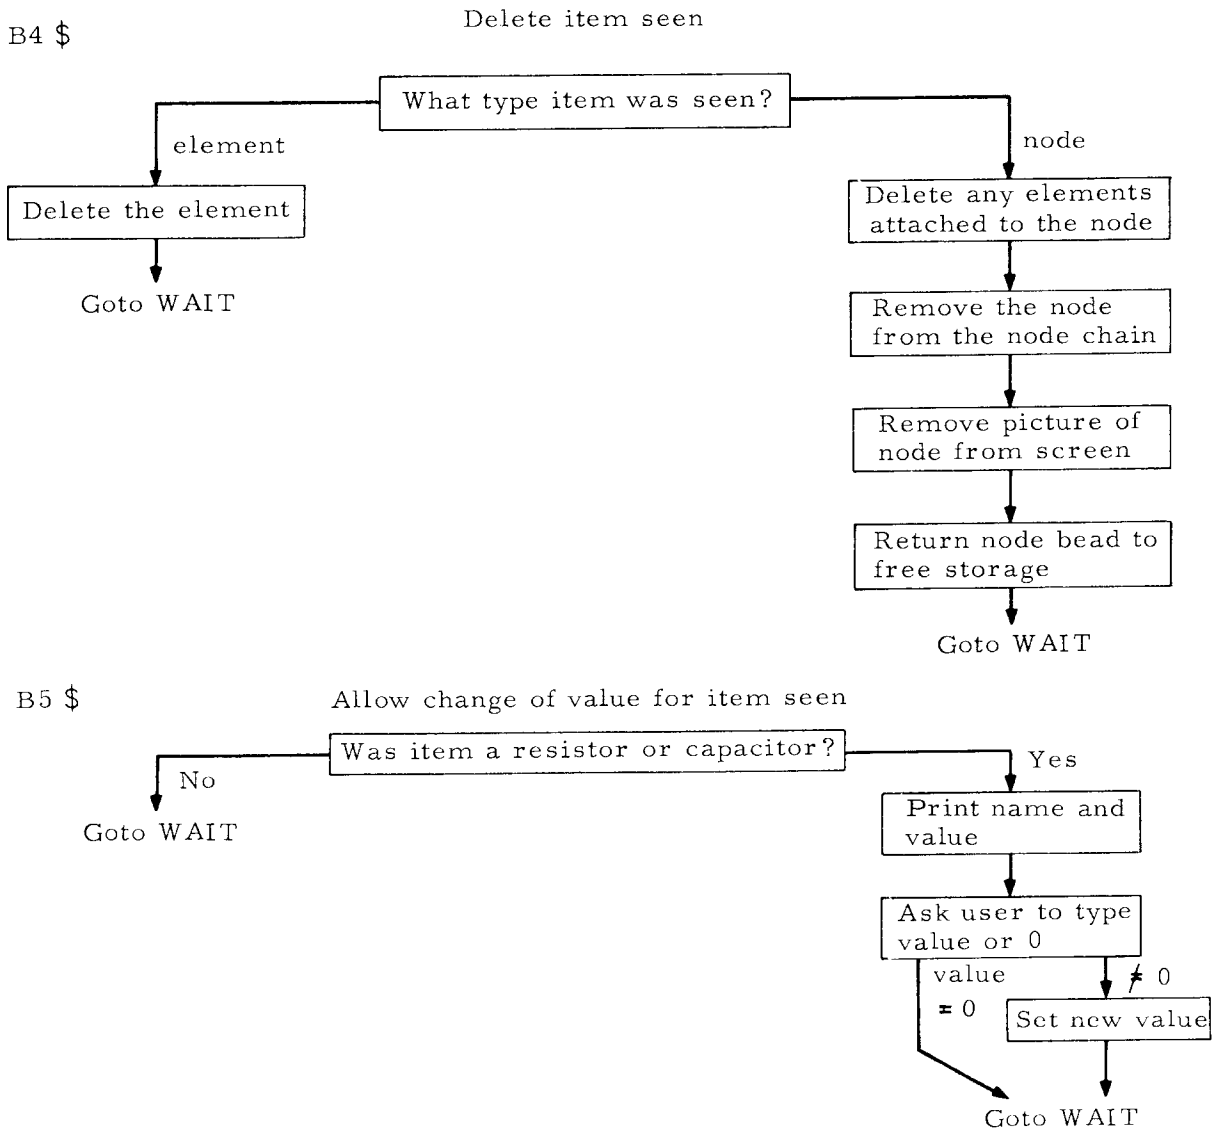 B4 $
Delete item seen
What type item was seen?
element
node
Delete the element
Goto WAIT
Delete any elements
attached to the node
Remove the node
from the node chain
Remove picture of
node from screen
Return node bead to
free storage
Goto WAIT
B5 $
Allow change of value for item seen
Was item a resistor or capacitor?
No
Yes
Goto WAIT
Print name and
value
Ask user to type
value or 0
value
= 0
≠ 0
Set new value
Goto WAIT